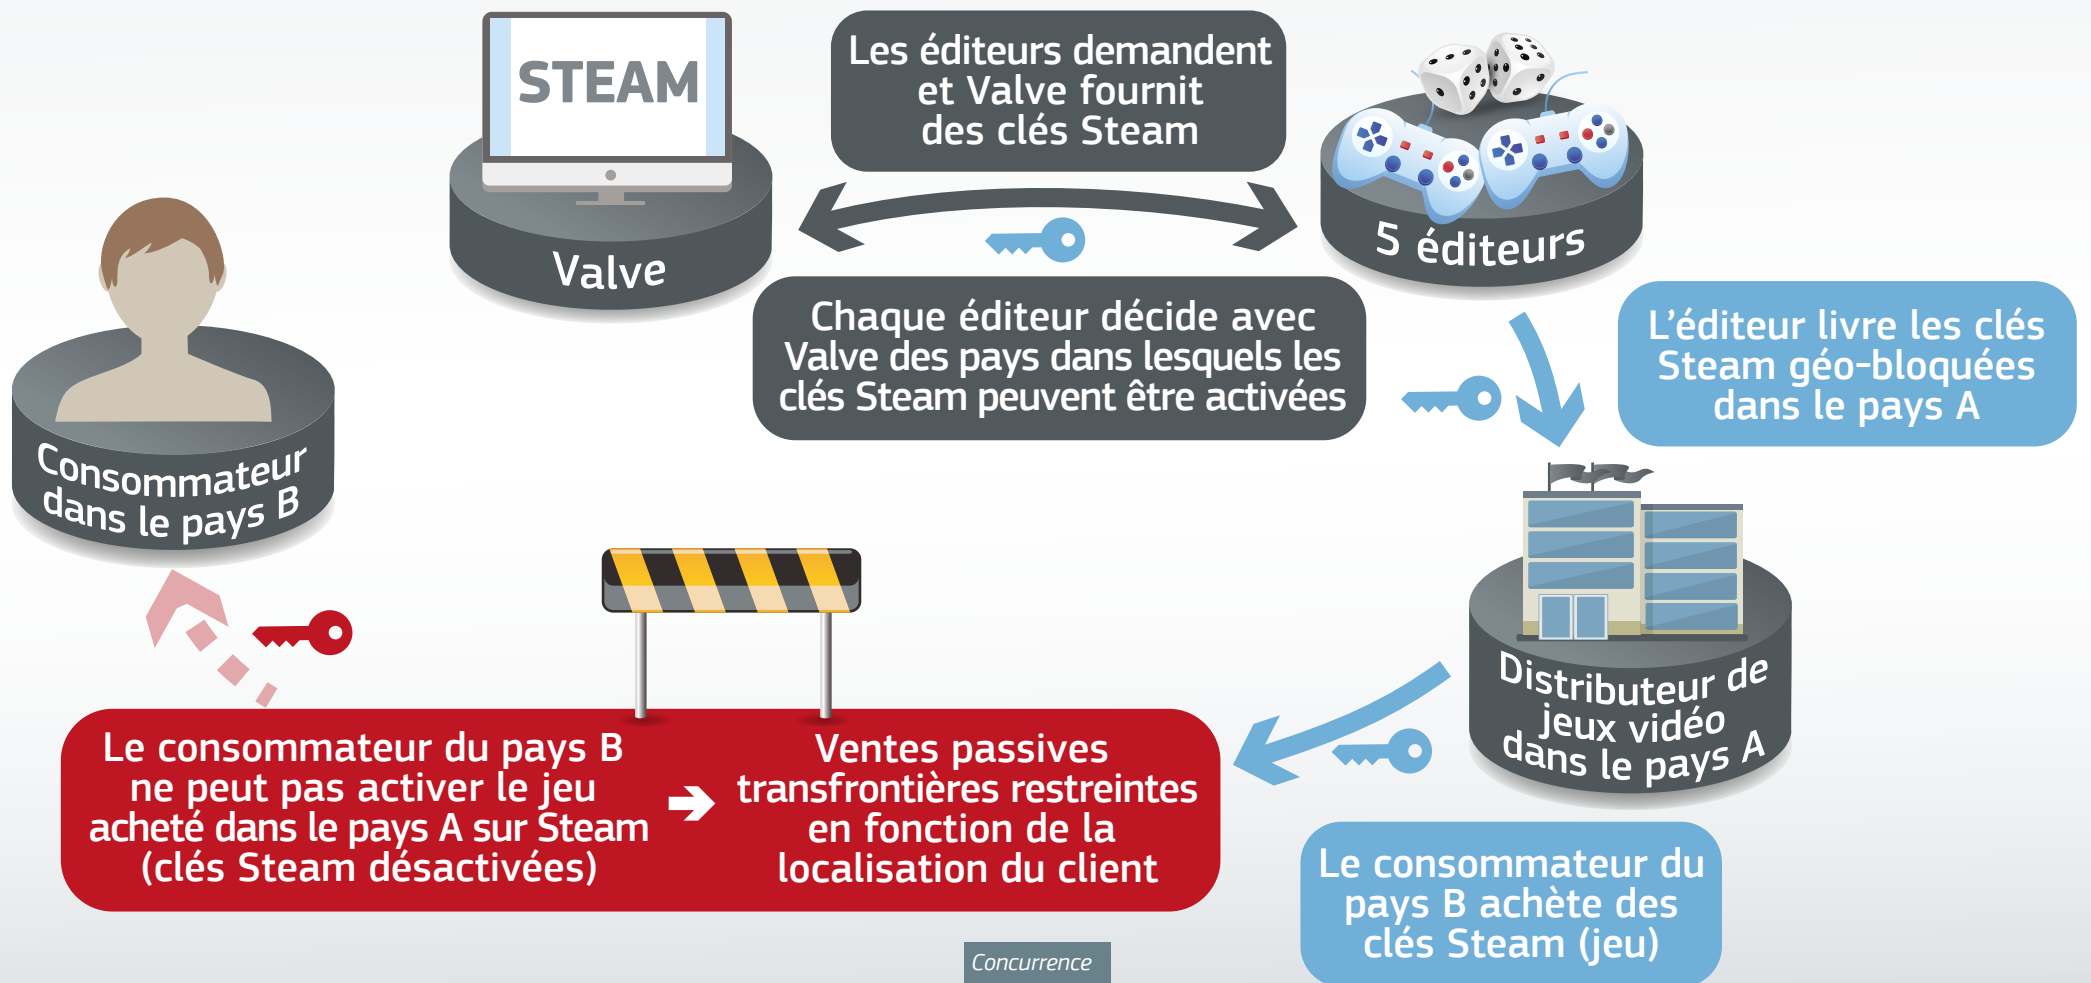 STEAM
Valve
Les éditeurs demandent
et Valve fournit
des clés Steam
5 éditeurs
Chaque éditeur décide avec
Valve des pays dans lesquels les
clés Steam peuvent être activées
L'éditeur livre les clés
Steam géo-bloquées
dans le pays A
Consommateur
dans le pays B
Distributeur de
jeux vidéo
dans le pays A
Le consommateur du pays B
ne peut pas activer le jeu
acheté dans le pays A sur Steam
(clés Steam désactivées)
Ventes passives
transfrontières restreintes
en fonction de la
localisation du client
Le consommateur du
pays B achète des
clés Steam (jeu)
Concurrence